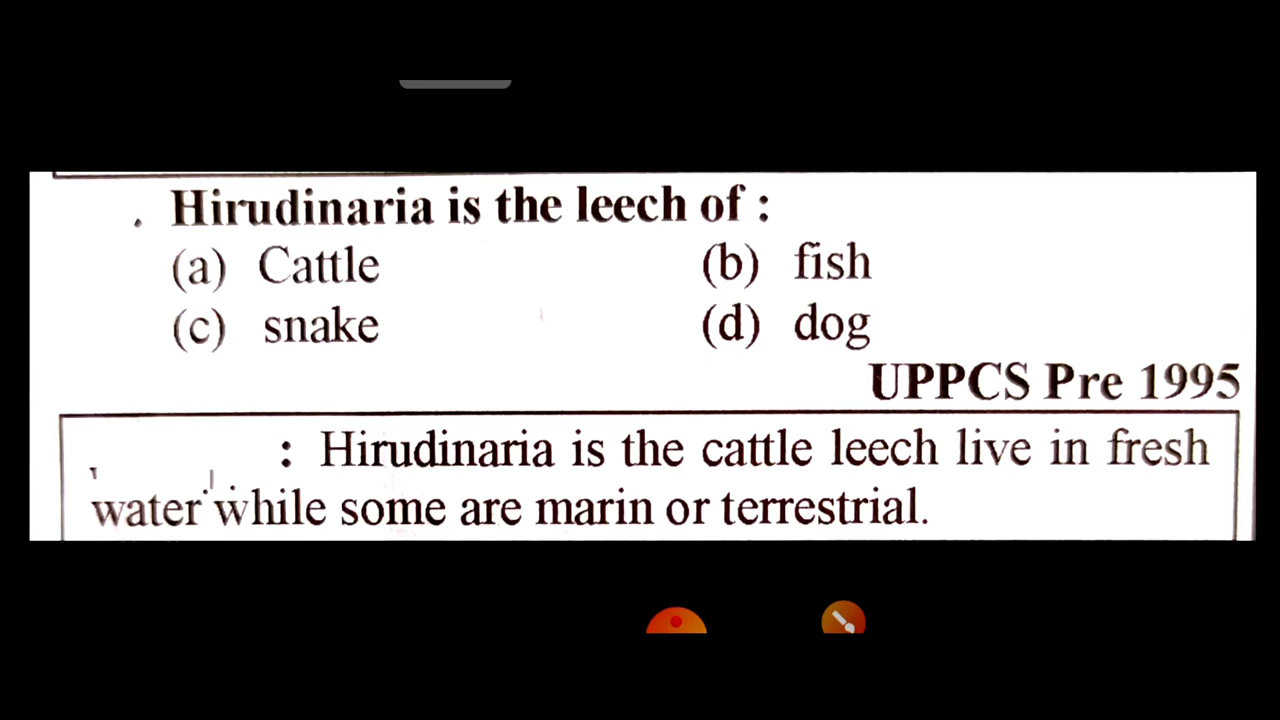 Hirudinaria is the leech of :
(a) Cattle (b) fish
(c) snake (d) dog
UPPCS Pre 1995
: Hirudinaria is the cattle leech live in fresh
water while some are marin or terrestrial.